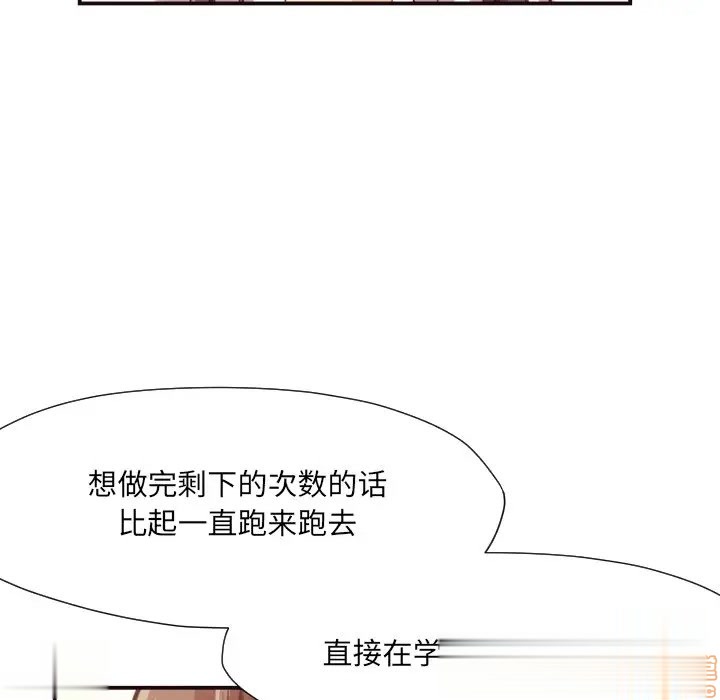 想做完剩下的次数的话
比起一直跑来跑去
直接在学